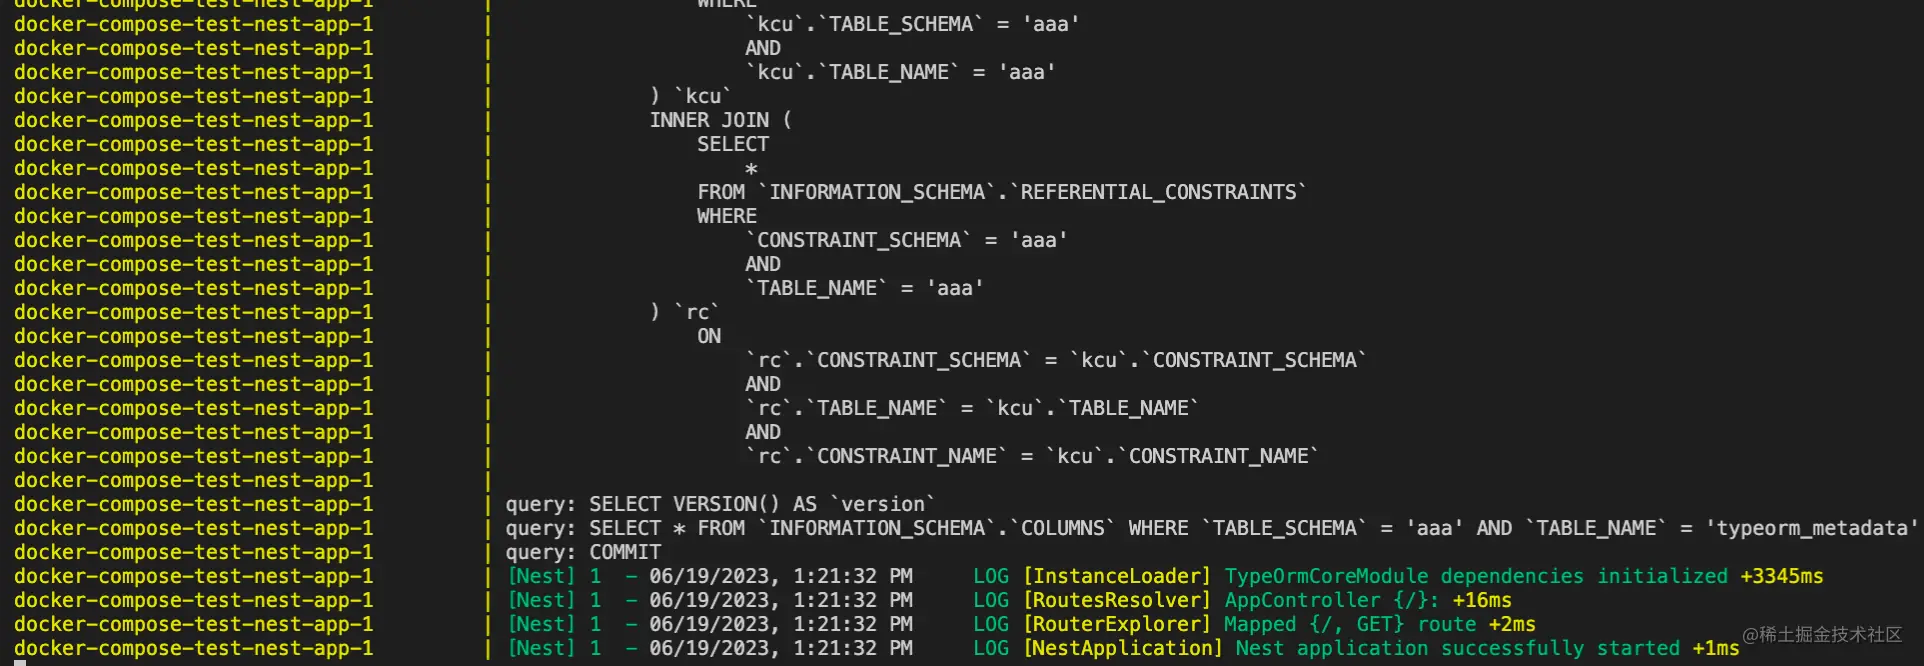 docker-compose-test-nest-app-1 | WHERE
docker-compose-test-nest-app-1 | `kcu`.`TABLE_SCHEMA` = 'aaa'
docker-compose-test-nest-app-1 | AND
docker-compose-test-nest-app-1 | `kcu`.`TABLE_NAME` = 'aaa'
docker-compose-test-nest-app-1 | ) `kcu`
docker-compose-test-nest-app-1 | INNER JOIN (
docker-compose-test-nest-app-1 | SELECT
docker-compose-test-nest-app-1 | *
docker-compose-test-nest-app-1 | FROM `INFORMATION_SCHEMA`.`REFERENTIAL_CONSTRAINTS`
docker-compose-test-nest-app-1 | WHERE
docker-compose-test-nest-app-1 | `CONSTRAINT_SCHEMA` = 'aaa'
docker-compose-test-nest-app-1 | AND
docker-compose-test-nest-app-1 | `TABLE_NAME` = 'aaa'
docker-compose-test-nest-app-1 | ) `rc`
docker-compose-test-nest-app-1 | ON
docker-compose-test-nest-app-1 | `rc`.`CONSTRAINT_SCHEMA` = `kcu`.`CONSTRAINT_SCHEMA`
docker-compose-test-nest-app-1 | AND
docker-compose-test-nest-app-1 | `rc`.`TABLE_NAME` = `kcu`.`TABLE_NAME`
docker-compose-test-nest-app-1 | AND
docker-compose-test-nest-app-1 | `rc`.`CONSTRAINT_NAME` = `kcu`.`CONSTRAINT_NAME`
docker-compose-test-nest-app-1 |
docker-compose-test-nest-app-1 | query: SELECT VERSION() AS `version`
docker-compose-test-nest-app-1 | query: SELECT * FROM `INFORMATION_SCHEMA`.`COLUMNS` WHERE `TABLE_SCHEMA` = 'aaa' AND `TABLE_NAME` = 'typeorm_metadata'
docker-compose-test-nest-app-1 | query: COMMIT
docker-compose-test-nest-app-1 | [Nest] 1 - 06/19/2023, 1:21:32 PM LOG [InstanceLoader] TypeOrmCoreModule dependencies initialized +3345ms
docker-compose-test-nest-app-1 | [Nest] 1 - 06/19/2023, 1:21:32 PM LOG [RoutesResolver] AppController {/}: +16ms
docker-compose-test-nest-app-1 | [Nest] 1 - 06/19/2023, 1:21:32 PM LOG [RouterExplorer] Mapped {/, GET} route +2ms
docker-compose-test-nest-app-1 | [Nest] 1 - 06/19/2023, 1:21:32 PM LOG [NestApplication] Nest application successfully started +1ms
@稀土掘金技术社区